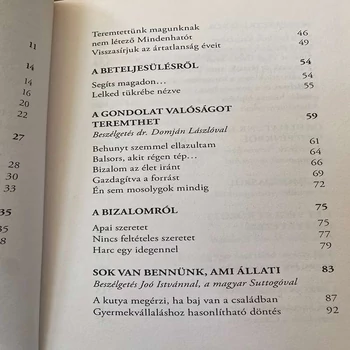 11
14
14
16
20
22
27
28
30
33
35
35
Teremtettünk magunknak
nem létező Mindenhatót 46
Visszasírjuk az ártatlanság éveit 49
A BETELJESÜLÉSRŐL 54
Segíts magadon... 54
Lelked tükrébe nézve 55
A GONDOLAT VALÓSÁGOT
TEREMTHET 59
Beszélgetés dr. Domján Lászlóval
Behunyt szemmel ellazultam 61
Balsors, akit régen tép... 64
Bizalom az élet iránt 66
Gazdagítva a forrást 69
Én sem mosolygok mindig 72
A BIZALOMRÓL 75
Apai szeretet 75
Nincs feltételes szeretet 77
Harc egy idegennel 79
SOK VAN BENNÜNK, AMI ÁLLATI 83
Beszélgetés Joó Istvánnal, a magyar Suttogóval
A kutya megérzi, ha baj van a családban 87
Gyermekvállaláshoz hasonlítható döntés 92